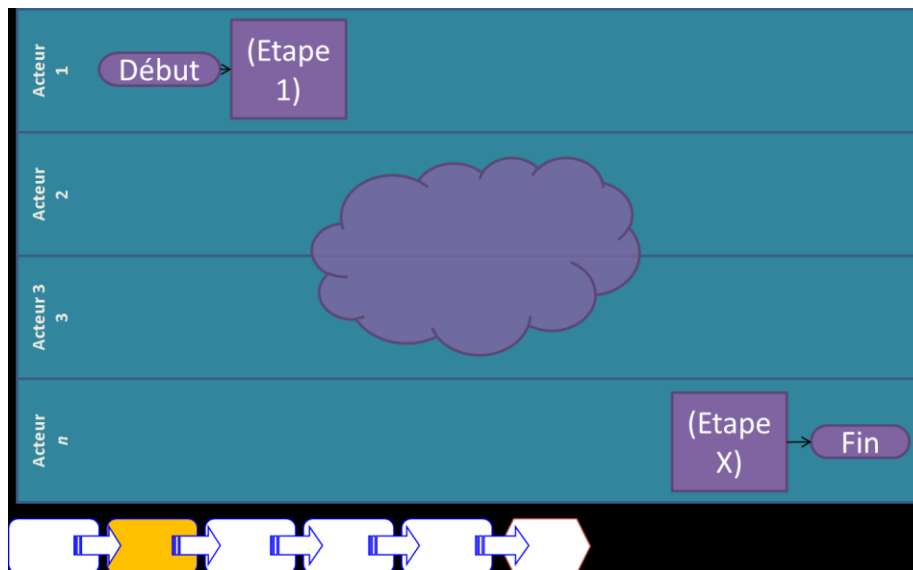 Acteur
1
Début
(Etape
1)
Acteur
2
Acteur 3
3
Acteur
n
(Etape
X)
Fin